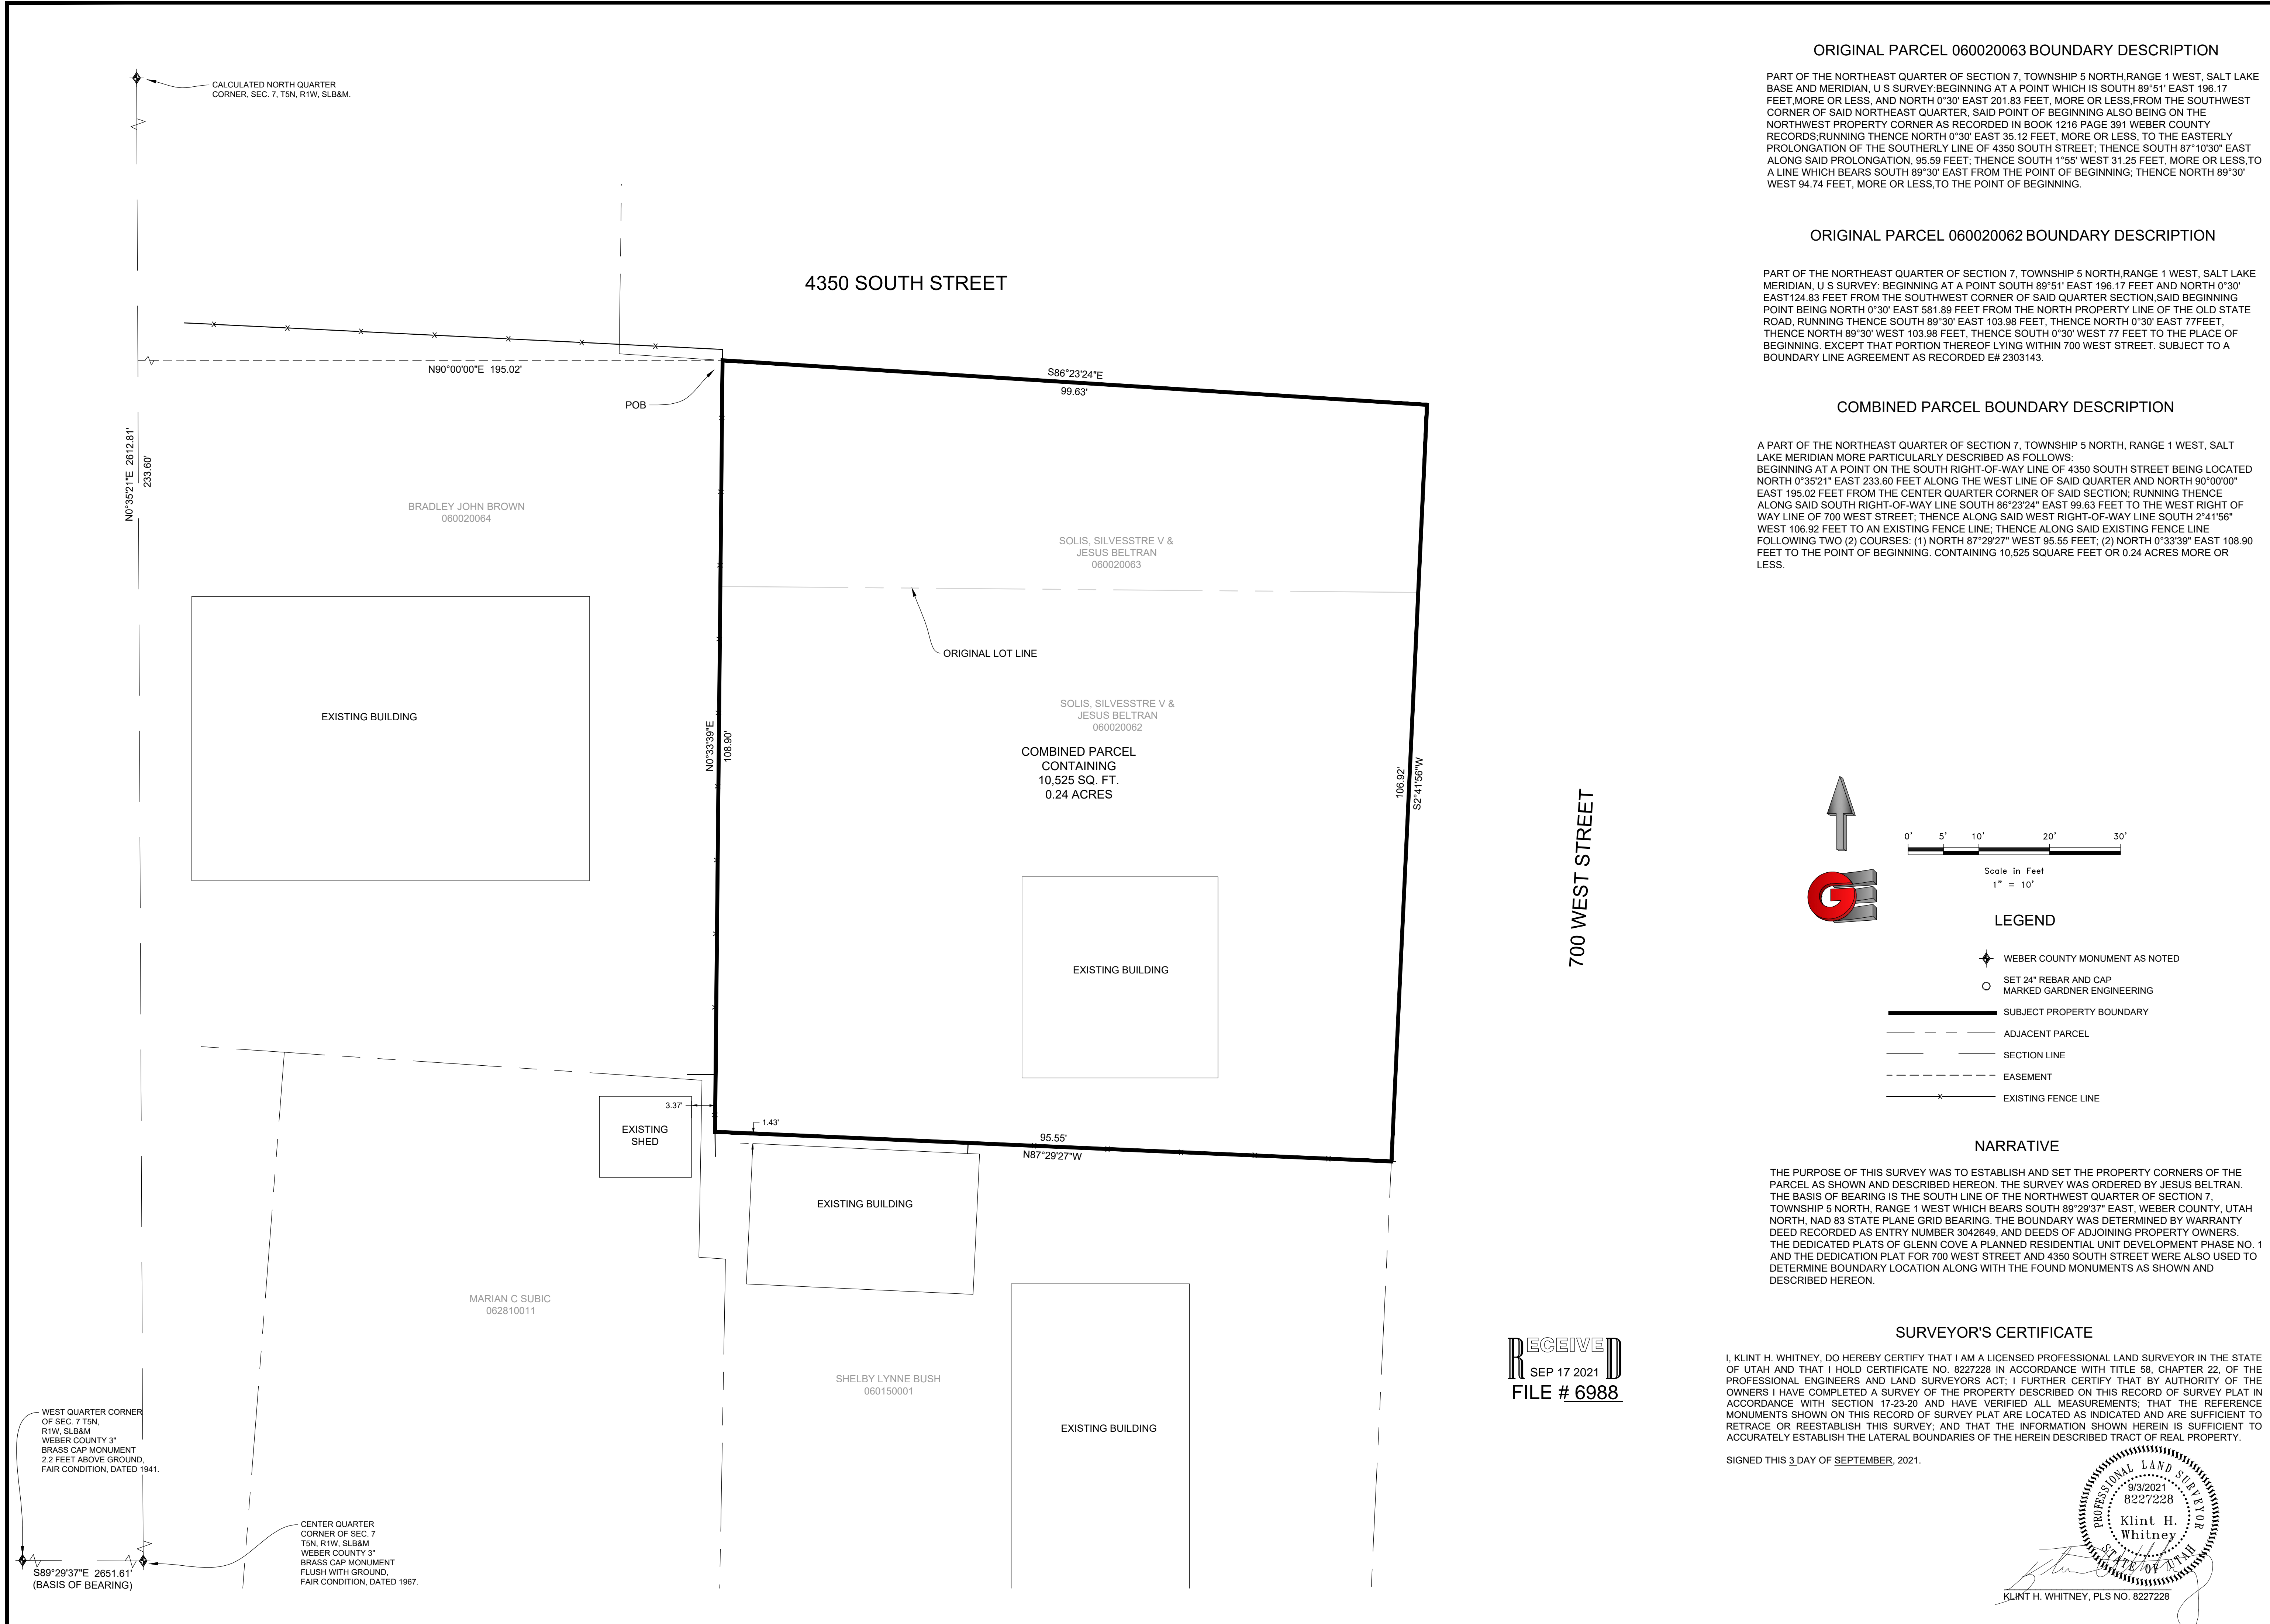 CALCULATED NORTH QUARTER
CORNER, SEC. 7, T5N, R1W, SLB&M.
4350 SOUTH STREET
N90°00'00"E 195.02'
POB
S86°23'24"E
99.63'
N0°35'21"E 2612.81'
233.60'
BRADLEY JOHN BROWN
060020064
SOLIS, SILVESSTRE V &
JESUS BELTRAN
060020063
ORIGINAL LOT LINE
EXISTING BUILDING
SOLIS, SILVESSTRE V &
JESUS BELTRAN
060020062
COMBINED PARCEL
CONTAINING
10,525 SQ. FT.
0.24 ACRES
N0°33'39"E
108.90'
106.92'
S2°41'56"W
700 WEST STREET
EXISTING BUILDING
3.37'
1.43'
EXISTING
SHED
95.55'
N87°29'27"W
EXISTING BUILDING
MARIAN C SUBIC
062810011
SHELBY LYNNE BUSH
060150001
EXISTING BUILDING
WEST QUARTER CORNER
OF SEC. 7 T5N,
R1W, SLB&M
WEBER COUNTY 3"
BRASS CAP MONUMENT
2.2 FEET ABOVE GROUND,
FAIR CONDITION, DATED 1941.
CENTER QUARTER
CORNER OF SEC. 7
T5N, R1W, SLB&M
WEBER COUNTY 3"
BRASS CAP MONUMENT
FLUSH WITH GROUND,
FAIR CONDITION, DATED 1967.
S89°29'37"E 2651.61'
(BASIS OF BEARING)
RECEIVED
SEP 17 2021
FILE # 6988
ORIGINAL PARCEL 060020063 BOUNDARY DESCRIPTION
PART OF THE NORTHEAST QUARTER OF SECTION 7, TOWNSHIP 5 NORTH,RANGE 1 WEST, SALT LAKE
BASE AND MERIDIAN, U S SURVEY:BEGINNING AT A POINT WHICH IS SOUTH 89°51' EAST 196.17
FEET,MORE OR LESS, AND NORTH 0°30' EAST 201.83 FEET, MORE OR LESS,FROM THE SOUTHWEST
CORNER OF SAID NORTHEAST QUARTER, SAID POINT OF BEGINNING ALSO BEING ON THE
NORTHWEST PROPERTY CORNER AS RECORDED IN BOOK 1216 PAGE 391 WEBER COUNTY
RECORDS;RUNNING THENCE NORTH 0°30' EAST 35.12 FEET, MORE OR LESS, TO THE EASTERLY
PROLONGATION OF THE SOUTHERLY LINE OF 4350 SOUTH STREET; THENCE SOUTH 87°10'30" EAST
ALONG SAID PROLONGATION, 95.59 FEET; THENCE SOUTH 1°55' WEST 31.25 FEET, MORE OR LESS,TO
A LINE WHICH BEARS SOUTH 89°30' EAST FROM THE POINT OF BEGINNING; THENCE NORTH 89°30'
WEST 94.74 FEET, MORE OR LESS,TO THE POINT OF BEGINNING.
ORIGINAL PARCEL 060020062 BOUNDARY DESCRIPTION
PART OF THE NORTHEAST QUARTER OF SECTION 7, TOWNSHIP 5 NORTH,RANGE 1 WEST, SALT LAKE
MERIDIAN, U S SURVEY: BEGINNING AT A POINT SOUTH 89°51' EAST 196.17 FEET AND NORTH 0°30'
EAST124.83 FEET FROM THE SOUTHWEST CORNER OF SAID QUARTER SECTION,SAID BEGINNING
POINT BEING NORTH 0°30' EAST 581.89 FEET FROM THE NORTH PROPERTY LINE OF THE OLD STATE
ROAD, RUNNING THENCE SOUTH 89°30' EAST 103.98 FEET, THENCE NORTH 0°30' EAST 77FEET,
THENCE NORTH 89°30' WEST 103.98 FEET, THENCE SOUTH 0°30' WEST 77 FEET TO THE PLACE OF
BEGINNING. EXCEPT THAT PORTION THEREOF LYING WITHIN 700 WEST STREET. SUBJECT TO A
BOUNDARY LINE AGREEMENT AS RECORDED E# 2303143.
COMBINED PARCEL BOUNDARY DESCRIPTION
A PART OF THE NORTHEAST QUARTER OF SECTION 7, TOWNSHIP 5 NORTH, RANGE 1 WEST, SALT
LAKE MERIDIAN MORE PARTICULARLY DESCRIBED AS FOLLOWS:
BEGINNING AT A POINT ON THE SOUTH RIGHT-OF-WAY LINE OF 4350 SOUTH STREET BEING LOCATED
NORTH 0°35'21" EAST 233.60 FEET ALONG THE WEST LINE OF SAID QUARTER AND NORTH 90°00'00"
EAST 195.02 FEET FROM THE CENTER QUARTER CORNER OF SAID SECTION; RUNNING THENCE
ALONG SAID SOUTH RIGHT-OF-WAY LINE SOUTH 86°23'24" EAST 99.63 FEET TO THE WEST RIGHT OF
WAY LINE OF 700 WEST STREET; THENCE ALONG SAID WEST RIGHT-OF-WAY LINE SOUTH 2°41'56"
WEST 106.92 FEET TO AN EXISTING FENCE LINE; THENCE ALONG SAID EXISTING FENCE LINE
FOLLOWING TWO (2) COURSES: (1) NORTH 87°29'27" WEST 95.55 FEET; (2) NORTH 0°33'39" EAST 108.90
FEET TO THE POINT OF BEGINNING. CONTAINING 10,525 SQUARE FEET OR 0.24 ACRES MORE OR
LESS.
0' 5' 10' 20' 30'
Scale in Feet
1" = 10'
G
LEGEND
WEBER COUNTY MONUMENT AS NOTED
SET 24" REBAR AND CAP
MARKED GARDNER ENGINEERING
SUBJECT PROPERTY BOUNDARY
ADJACENT PARCEL
SECTION LINE
EASEMENT
EXISTING FENCE LINE
NARRATIVE
THE PURPOSE OF THIS SURVEY WAS TO ESTABLISH AND SET THE PROPERTY CORNERS OF THE
PARCEL AS SHOWN AND DESCRIBED HEREON. THE SURVEY WAS ORDERED BY JESUS BELTRAN.
THE BASIS OF BEARING IS THE SOUTH LINE OF THE NORTHWEST QUARTER OF SECTION 7,
TOWNSHIP 5 NORTH, RANGE 1 WEST WHICH BEARS SOUTH 89°29'37" EAST, WEBER COUNTY, UTAH
NORTH, NAD 83 STATE PLANE GRID BEARING. THE BOUNDARY WAS DETERMINED BY WARRANTY
DEED RECORDED AS ENTRY NUMBER 3042649, AND DEEDS OF ADJOINING PROPERTY OWNERS.
THE DEDICATED PLATS OF GLENN COVE A PLANNED RESIDENTIAL UNIT DEVELOPMENT PHASE NO. 1
AND THE DEDICATION PLAT FOR 700 WEST STREET AND 4350 SOUTH STREET WERE ALSO USED TO
DETERMINE BOUNDARY LOCATION ALONG WITH THE FOUND MONUMENTS AS SHOWN AND
DESCRIBED HEREON.
SURVEYOR'S CERTIFICATE
I, KLINT H. WHITNEY, DO HEREBY CERTIFY THAT I AM A LICENSED PROFESSIONAL LAND SURVEYOR IN THE STATE
OF UTAH AND THAT I HOLD CERTIFICATE NO. 8227228 IN ACCORDANCE WITH TITLE 58, CHAPTER 22, OF THE
PROFESSIONAL ENGINEERS AND LAND SURVEYORS ACT; I FURTHER CERTIFY THAT BY AUTHORITY OF THE
OWNERS I HAVE COMPLETED A SURVEY OF THE PROPERTY DESCRIBED ON THIS RECORD OF SURVEY PLAT IN
ACCORDANCE WITH SECTION 17-23-20 AND HAVE VERIFIED ALL MEASUREMENTS; THAT THE REFERENCE
MONUMENTS SHOWN ON THIS RECORD OF SURVEY PLAT ARE LOCATED AS INDICATED AND ARE SUFFICIENT TO
RETRACE OR REESTABLISH THIS SURVEY; AND THAT THE INFORMATION SHOWN HEREIN IS SUFFICIENT TO
ACCURATELY ESTABLISH THE LATERAL BOUNDARIES OF THE HEREIN DESCRIBED TRACT OF REAL PROPERTY.
SIGNED THIS 3 DAY OF SEPTEMBER, 2021.
PROFESSIONAL LAND SURVEYOR
9/3/2021
8227228
Klint H.
Whitney
STATE OF UTAH
KLINT H. WHITNEY, PLS NO. 8227228